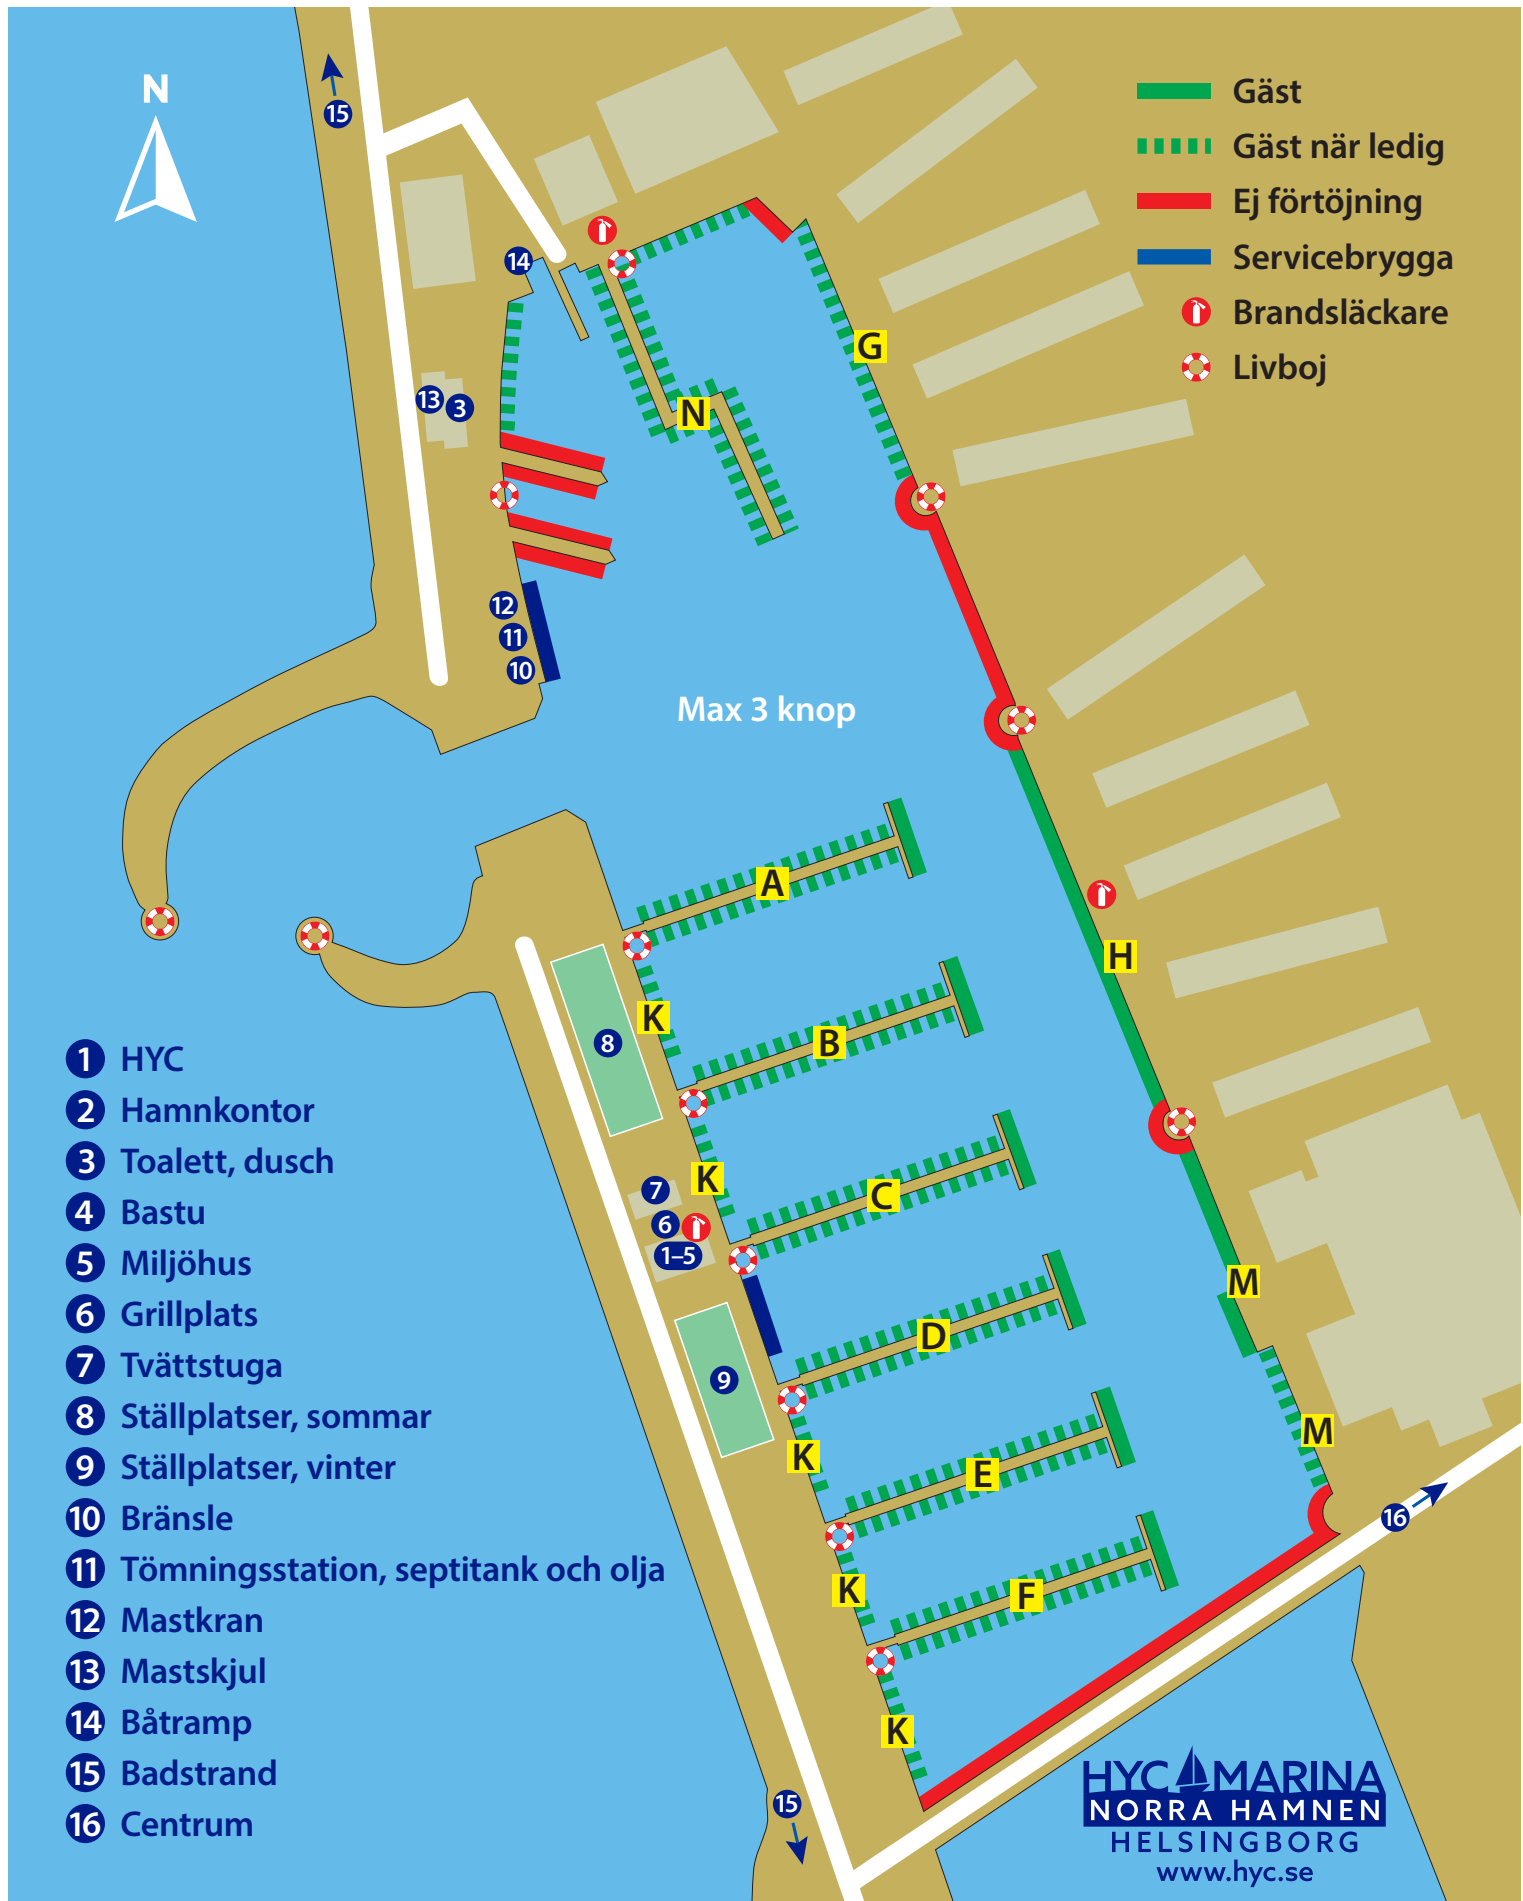 N
15
Gäst
Gäst när ledig
Ej förtöjning
Servicebrygga
Brandsläckare
Livboj
14
G
13
3
N
12
11
10
Max 3 knop
A
H
K
8
B
7
K
C
6
1–5
M
D
9
M
K
E
16
K
F
K
15
1 HYC
2 Hamnkontor
3 Toalett, dusch
4 Bastu
5 Miljöhus
6 Grillplats
7 Tvättstuga
8 Ställplatser, sommar
9 Ställplatser, vinter
10 Bränsle
11 Tömningsstation, septitank och olja
12 Mastkran
13 Mastskjul
14 Båtramp
15 Badstrand
16 Centrum
HYC MARINA
NORRA HAMNEN
HELSINGBORG
www.hyc.se